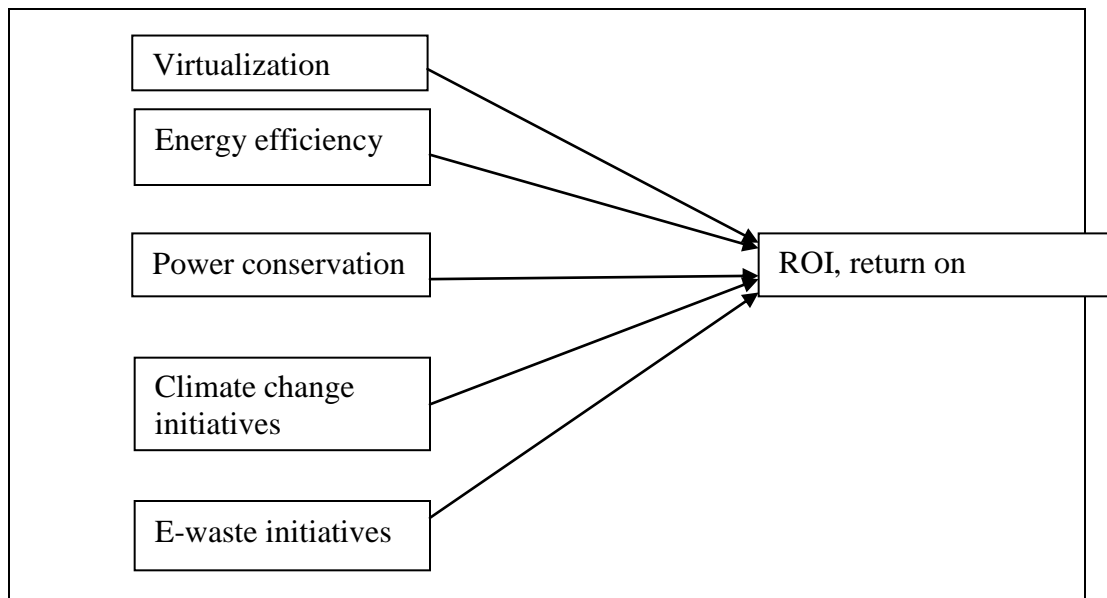 Virtualization
Energy efficiency
Power conservation
ROI, return on
Climate change
initiatives
E-waste initiatives